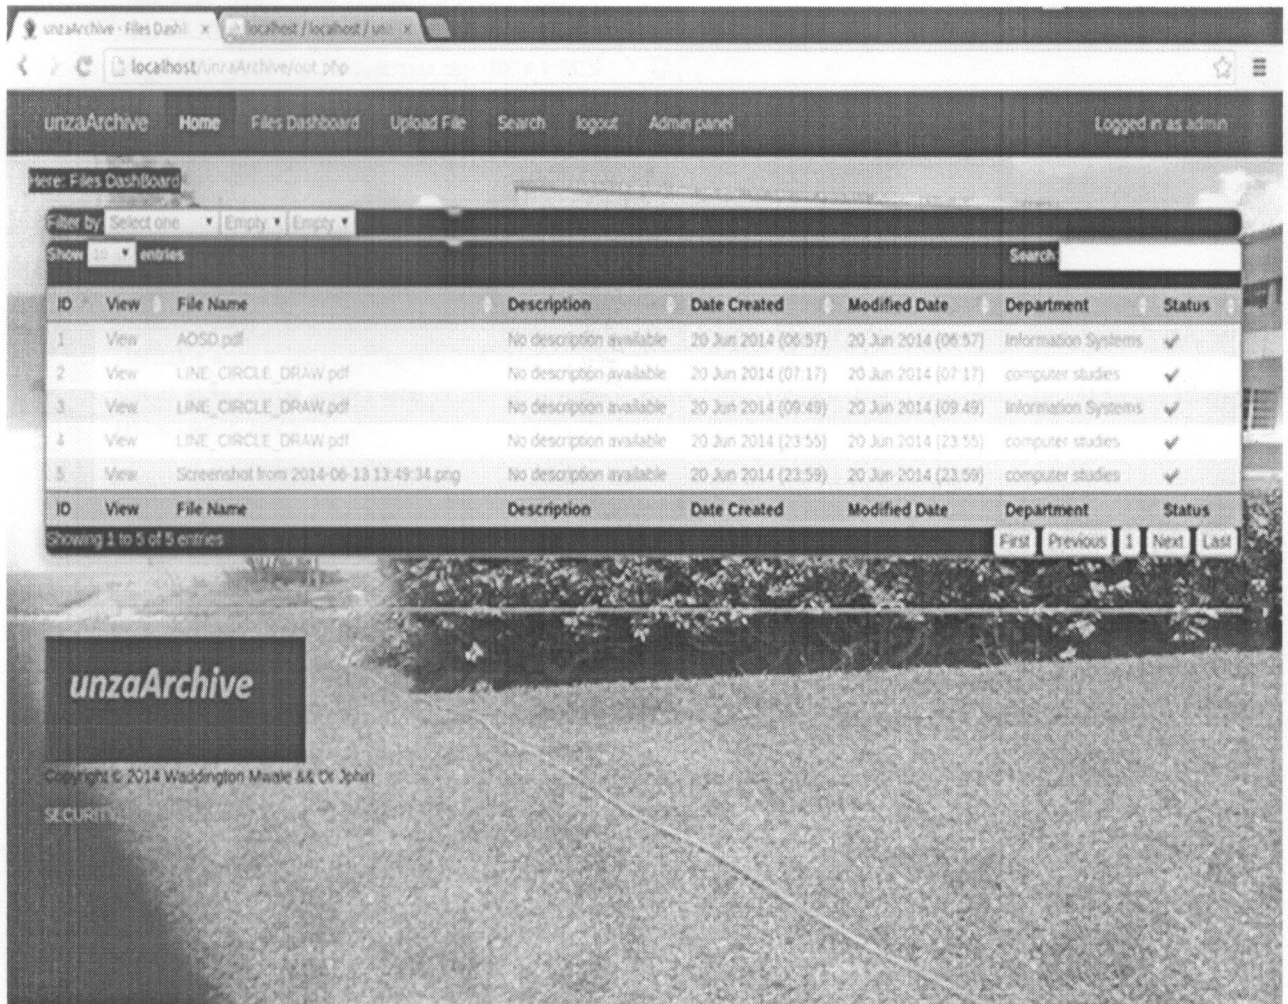 unzaArchive - Files Dash localhost / localhost / un
localhost/UnzaArchive/out.php
unzaArchive Home Files Dashboard Upload File Search logout Admin panel Logged in as admin
Here: Files DashBoard
Filter by: Select one Empty Empty
Show 10 entries Search:
ID View File Name Description Date Created Modified Date Department Status
1 View AOSD.pdf No description available 20 Jun 2014 (06:57) 20 Jun 2014 (06:57) Information Systems ✔
2 View LINE_CIRCLE_DRAW.pdf No description available 20 Jun 2014 (07:17) 20 Jun 2014 (07:17) computer studies ✔
3 View LINE_CIRCLE_DRAW.pdf No description available 20 Jun 2014 (09:49) 20 Jun 2014 (09:49) Information Systems ✔
4 View LINE_CIRCLE_DRAW.pdf No description available 20 Jun 2014 (23:55) 20 Jun 2014 (23:55) computer studies ✔
5 View Screenshot from 2014-06-13 13:49:34.png No description available 20 Jun 2014 (23:59) 20 Jun 2014 (23:59) computer studies ✔
ID View File Name Description Date Created Modified Date Department Status
Showing 1 to 5 of 5 entries First Previous 1 Next Last
unzaArchive
Copyright © 2014 Waddington Mwale && Dr Jphiri
SECURITY